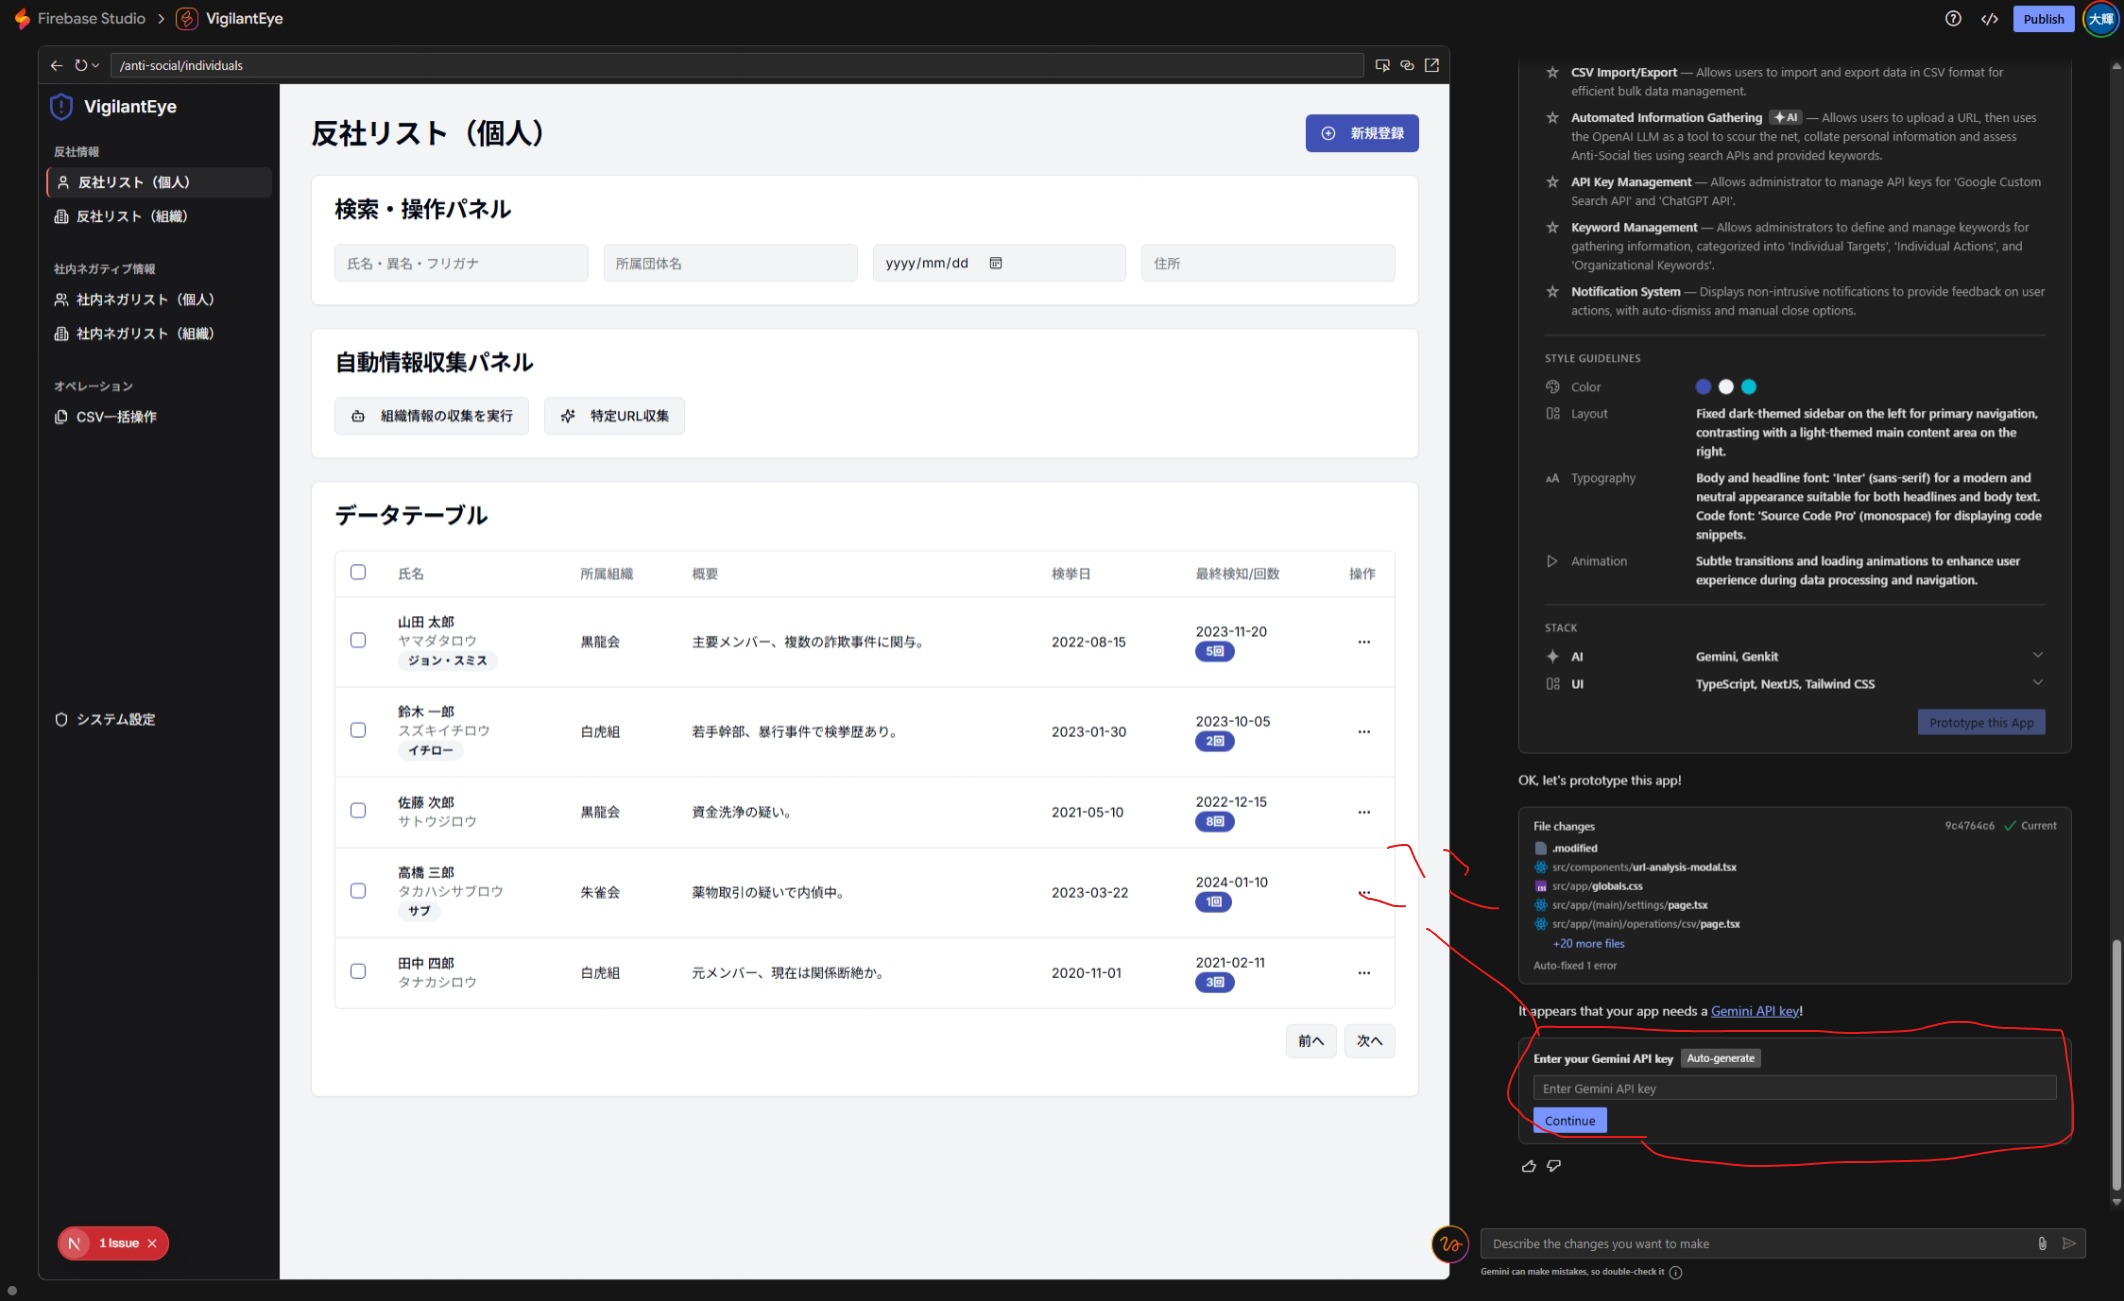 Firebase Studio > VigilantEye
Publish
大輝
/anti-social/individuals
VigilantEye
反社情報
反社リスト（個人）
反社リスト（組織）
社内ネガティブ情報
社内ネガリスト（個人）
社内ネガリスト（組織）
オペレーション
CSV一括操作
システム設定
N 1 Issue ×
反社リスト（個人）
新規登録
検索・操作パネル
氏名・異名・フリガナ
所属団体名
yyyy/mm/dd
住所
自動情報収集パネル
組織情報の収集を実行
特定URL収集
データテーブル
氏名 所属組織 概要 検挙日 最終検知/回数 操作
山田 太郎
ヤマダタロウ
ジョン・スミス
黒龍会
主要メンバー、複数の詐欺事件に関与。
2022-08-15
2023-11-20
5回
...
鈴木 一郎
スズキイチロウ
イチロー
白虎組
若手幹部、暴行事件で検挙歴あり。
2023-01-30
2023-10-05
2回
...
佐藤 次郎
サトウジロウ
黒龍会
資金洗浄の疑い。
2021-05-10
2022-12-15
8回
...
高橋 三郎
タカハシサブロウ
サブ
朱雀会
薬物取引の疑いで内偵中。
2023-03-22
2024-01-10
1回
...
田中 四郎
タナカシロウ
白虎組
元メンバー、現在は関係断絶か。
2020-11-01
2021-02-11
3回
...
前へ
次へ
CSV Import/Export — Allows users to import and export data in CSV format for
efficient bulk data management.
Automated Information Gathering AI — Allows users to upload a URL, then uses
the OpenAI LLM as a tool to scour the net, collate personal information and assess
Anti-Social ties using search APIs and provided keywords.
API Key Management — Allows administrator to manage API keys for 'Google Custom
Search API' and 'ChatGPT API'.
Keyword Management — Allows administrators to define and manage keywords for
gathering information, categorized into 'Individual Targets', 'Individual Actions', and
'Organizational Keywords'.
Notification System — Displays non-intrusive notifications to provide feedback on user
actions, with auto-dismiss and manual close options.
STYLE GUIDELINES
Color
Layout
Fixed dark-themed sidebar on the left for primary navigation,
contrasting with a light-themed main content area on the
right.
AA Typography
Body and headline font: 'Inter' (sans-serif) for a modern and
neutral appearance suitable for both headlines and body text.
Code font: 'Source Code Pro' (monospace) for displaying code
snippets.
Animation
Subtle transitions and loading animations to enhance user
experience during data processing and navigation.
STACK
AI Gemini, Genkit
UI TypeScript, NextJS, Tailwind CSS
Prototype this App
OK, let's prototype this app!
File changes 9c4764c6 ✓ Current
.modified
src/components/url-analysis-modal.tsx
src/app/globals.css
src/app/(main)/settings/page.tsx
src/app/(main)/operations/csv/page.tsx
+20 more files
Auto-fixed 1 error
It appears that your app needs a Gemini API key!
Enter your Gemini API key Auto-generate
Enter Gemini API key
Continue
Describe the changes you want to make
Gemini can make mistakes, so double-check it